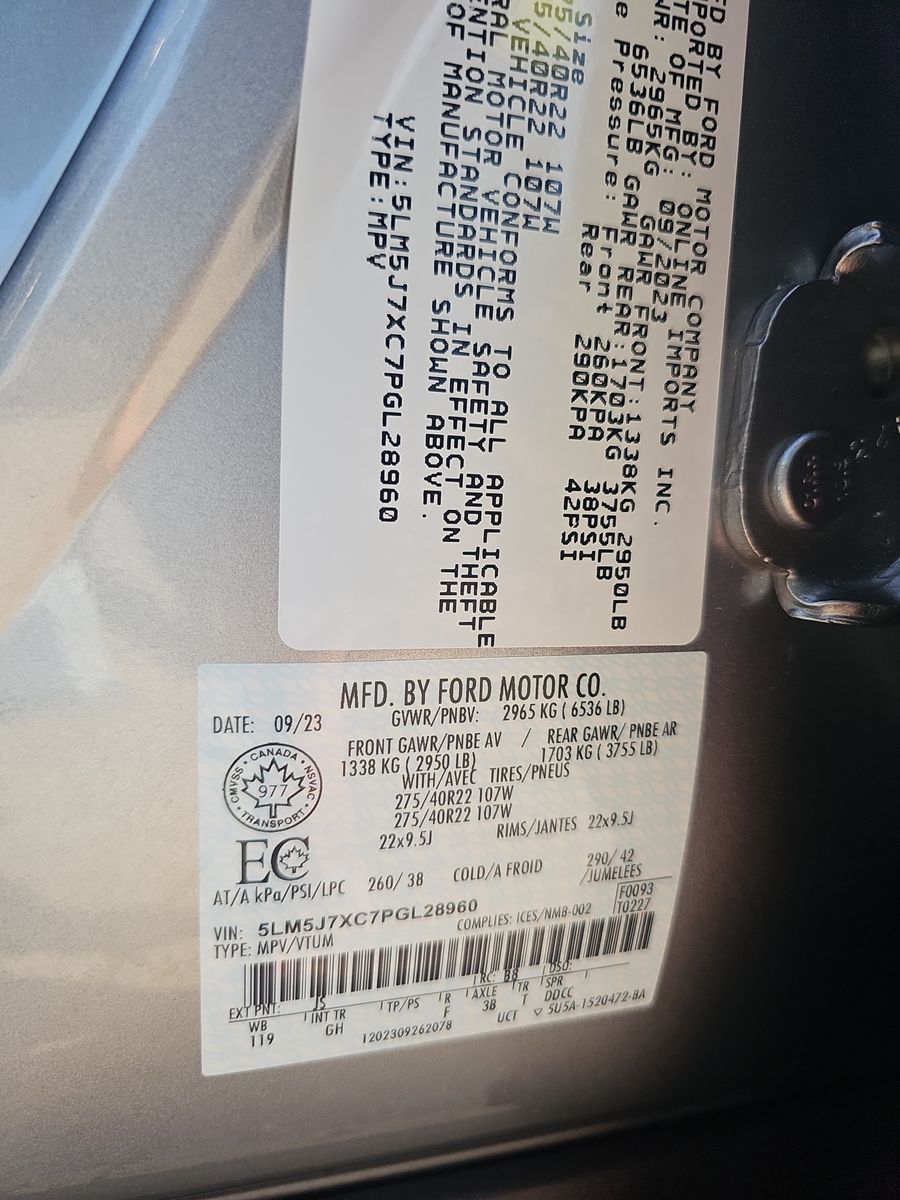 ED BY FORD MOTOR COMPANY
PORTED BY: ONLINE IMPORTS INC.
TE OF MFG: 09/2023
WR: 2965KG GAWR FRONT:1338KG 2950LB
6536LB GAWR REAR:1703KG 3755LB
e Pressure: Front 260KPA 38PSI
Rear 290KPA 42PSI
Size
75/40R22 107W
5/40R22 107W
VEHICLE CONFORMS TO ALL APPLICABLE
RAL MOTOR VEHICLE SAFETY AND THEFT
ENTION STANDARDS IN EFFECT ON THE
OF MANUFACTURE SHOWN ABOVE.
VIN:5LM5J7XC7PGL28960
TYPE:MPV
MFD. BY FORD MOTOR CO.
DATE: 09/23 GVWR/PNBV: 2965 KG ( 6536 LB)
FRONT GAWR/PNBE AV / REAR GAWR/ PNBE AR
1338 KG ( 2950 LB) 1703 KG ( 3755 LB)
WITH/AVEC TIRES/PNEUS
275/40R22 107W
275/40R22 107W
22x9.5J RIMS/JANTES 22x9.5J
CMVSS • CANADA • NSVAC • TRANSPORT •
977
EC
AT/A kPa/PSI/LPC 260/ 38 COLD/A FROID 290/ 42
/JUMELEES
VIN: 5LM5J7XC7PGL28960 COMPLIES: ICES/NMB-002 F0093
TYPE: MPV/VTUM T0227
EXT PNT: JS RC: BB DSO:
WB INT TR TP/PS R AXLE TR SPR
119 GH F 38 T DDCC
1202309262078 UCT ▽ 5U5A-1520472-BA